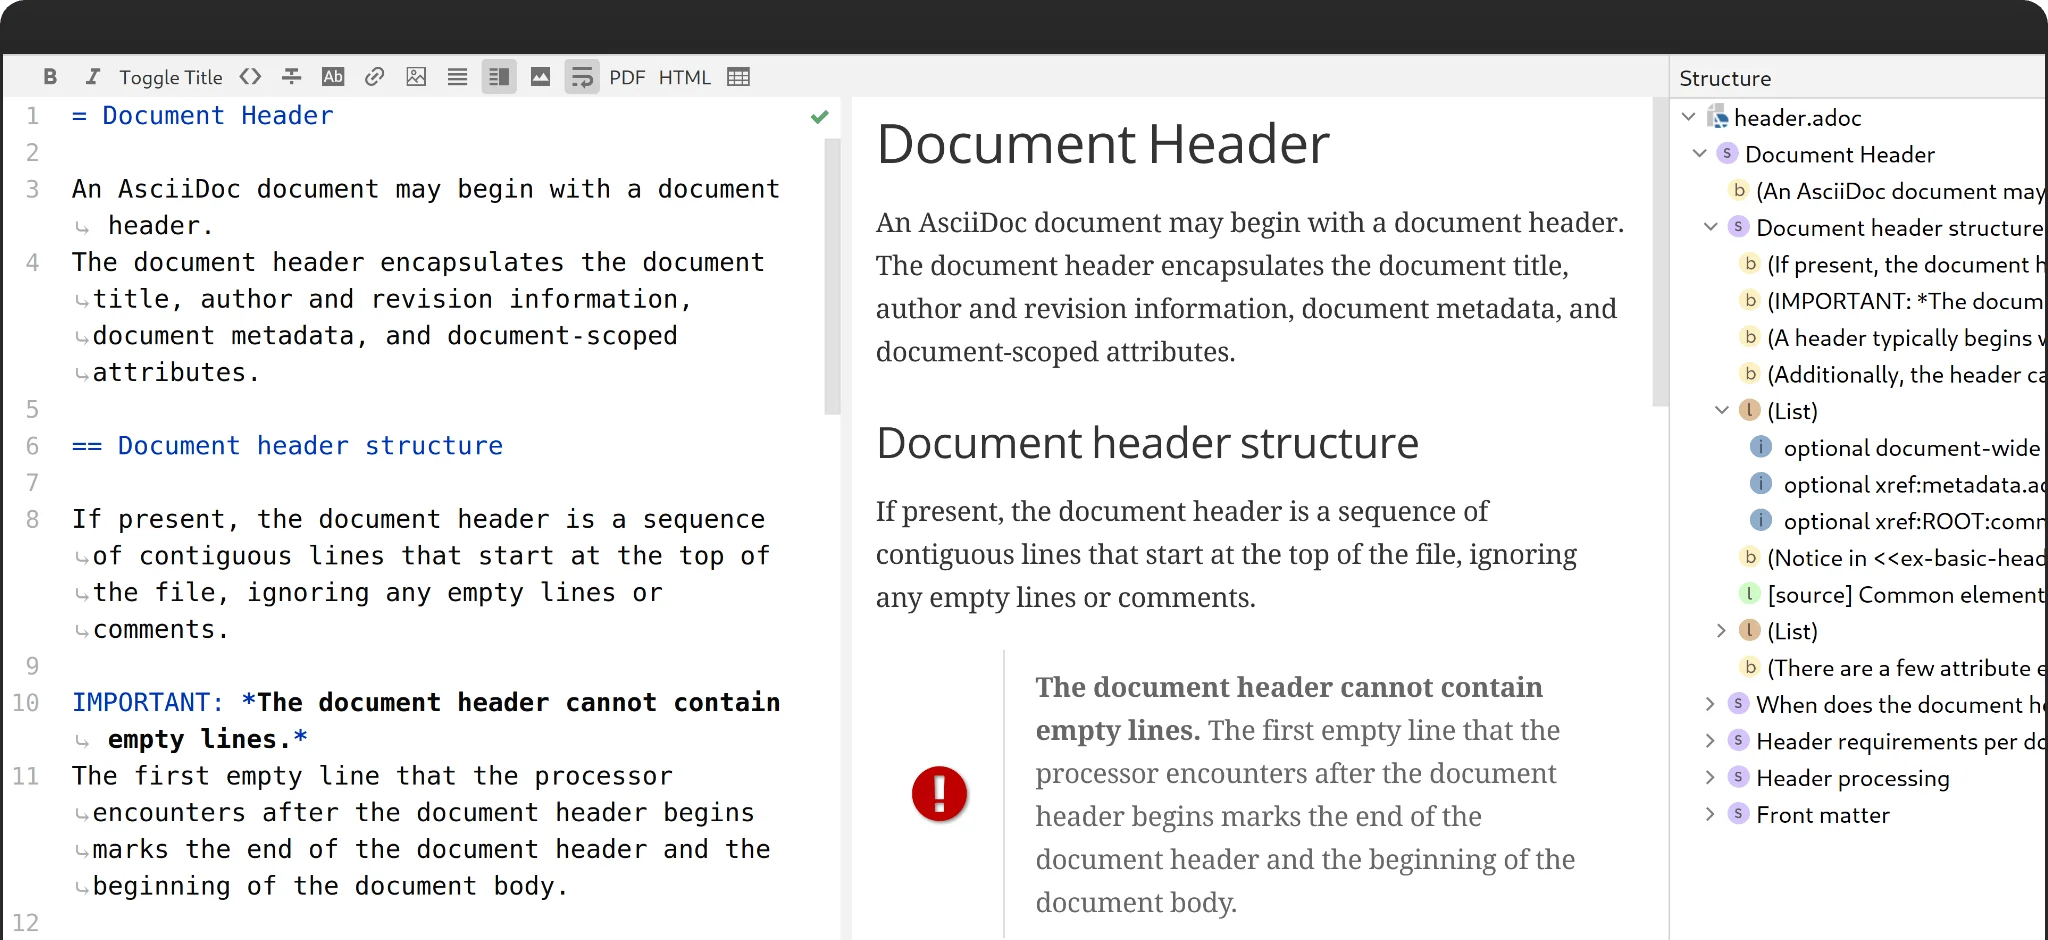 Toggle Title Ab PDF HTML
1 = Document Header
2
3 An AsciiDoc document may begin with a document
header.
4 The document header encapsulates the document
title, author and revision information,
document metadata, and document-scoped
attributes.
5
6 == Document header structure
7
8 If present, the document header is a sequence
of contiguous lines that start at the top of
the file, ignoring any empty lines or
comments.
9
10 IMPORTANT: *The document header cannot contain
empty lines.*
11 The first empty line that the processor
encounters after the document header begins
marks the end of the document header and the
beginning of the document body.
12
Document Header
An AsciiDoc document may begin with a document header.
The document header encapsulates the document title,
author and revision information, document metadata, and
document-scoped attributes.
Document header structure
If present, the document header is a sequence of
contiguous lines that start at the top of the file, ignoring
any empty lines or comments.
The document header cannot contain
empty lines. The first empty line that the
processor encounters after the document
header begins marks the end of the
document header and the beginning of the
document body.
Structure
header.adoc
s Document Header
b (An AsciiDoc document may
s Document header structure
b (If present, the document h
b (IMPORTANT: *The docum
b (A header typically begins w
b (Additionally, the header ca
l (List)
i optional document-wide
i optional xref:metadata.ad
i optional xref:ROOT:comm
b (Notice in <<ex-basic-head
l [source] Common element
l (List)
b (There are a few attribute e
s When does the document he
s Header requirements per do
s Header processing
s Front matter